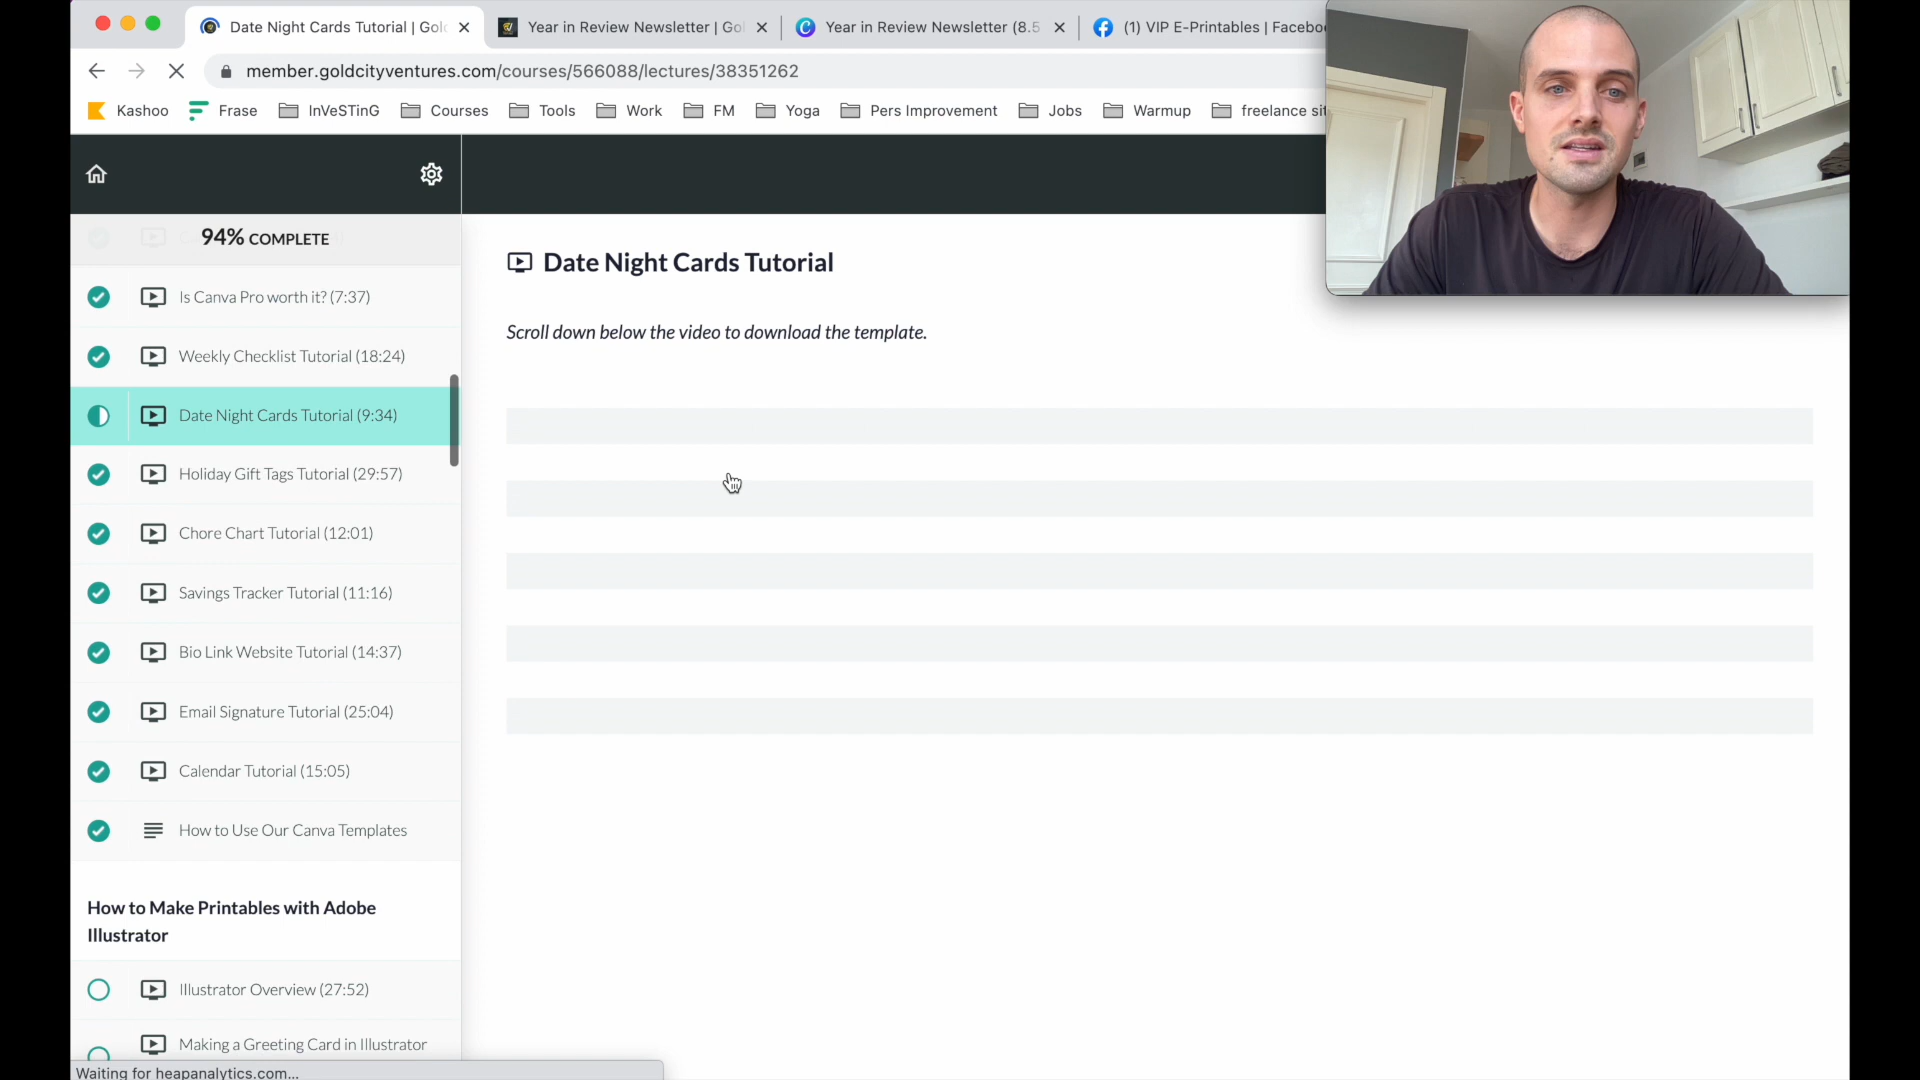 Date Night Cards Tutorial | Gol
Year in Review Newsletter | Gol
Year in Review Newsletter (8.5
(1) VIP E-Printables | Facebo
member.goldcityventures.com/courses/566088/lectures/38351262
Kashoo
Frase
InVeSTinG
Courses
Tools
Work
FM
Yoga
Pers Improvement
Jobs
Warmup
freelance sit
94% COMPLETE
Is Canva Pro worth it? (7:37)
Weekly Checklist Tutorial (18:24)
Date Night Cards Tutorial (9:34)
Holiday Gift Tags Tutorial (29:57)
Chore Chart Tutorial (12:01)
Savings Tracker Tutorial (11:16)
Bio Link Website Tutorial (14:37)
Email Signature Tutorial (25:04)
Calendar Tutorial (15:05)
How to Use Our Canva Templates
How to Make Printables with Adobe
Illustrator
Illustrator Overview (27:52)
Making a Greeting Card in Illustrator
Waiting for heapanalytics.com...
Date Night Cards Tutorial
Scroll down below the video to download the template.